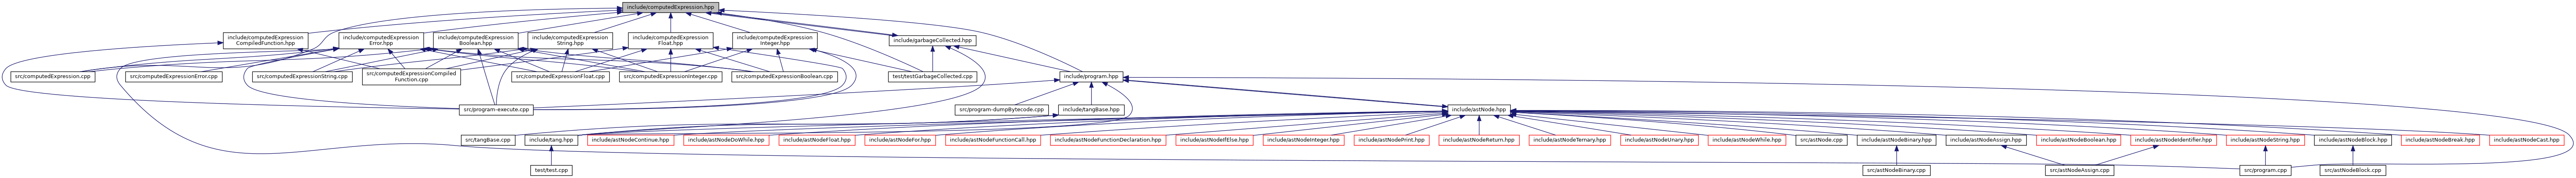 include/computedExpression.hpp
include/computedExpression
CompiledFunction.hpp
include/computedExpression
Error.hpp
include/computedExpression
Boolean.hpp
include/computedExpression
String.hpp
include/computedExpression
Float.hpp
include/computedExpression
Integer.hpp
include/garbageCollected.hpp
src/computedExpression.cpp
src/computedExpressionError.cpp
src/computedExpressionString.cpp
src/computedExpressionCompiled
Function.cpp
src/computedExpressionFloat.cpp
src/computedExpressionInteger.cpp
src/computedExpressionBoolean.cpp
test/testGarbageCollected.cpp
include/program.hpp
src/program-execute.cpp
src/program-dumpBytecode.cpp
include/tangBase.hpp
include/astNode.hpp
src/tangBase.cpp
include/tang.hpp
include/astNodeContinue.hpp
include/astNodeDoWhile.hpp
include/astNodeFloat.hpp
include/astNodeFor.hpp
include/astNodeFunctionCall.hpp
include/astNodeFunctionDeclaration.hpp
include/astNodeIfElse.hpp
include/astNodeInteger.hpp
include/astNodePrint.hpp
include/astNodeReturn.hpp
include/astNodeTernary.hpp
include/astNodeUnary.hpp
include/astNodeWhile.hpp
src/astNode.cpp
include/astNodeBinary.hpp
include/astNodeAssign.hpp
include/astNodeBoolean.hpp
include/astNodeIdentifier.hpp
include/astNodeString.hpp
include/astNodeBlock.hpp
include/astNodeBreak.hpp
include/astNodeCast.hpp
test/test.cpp
src/astNodeBinary.cpp
src/astNodeAssign.cpp
src/program.cpp
src/astNodeBlock.cpp